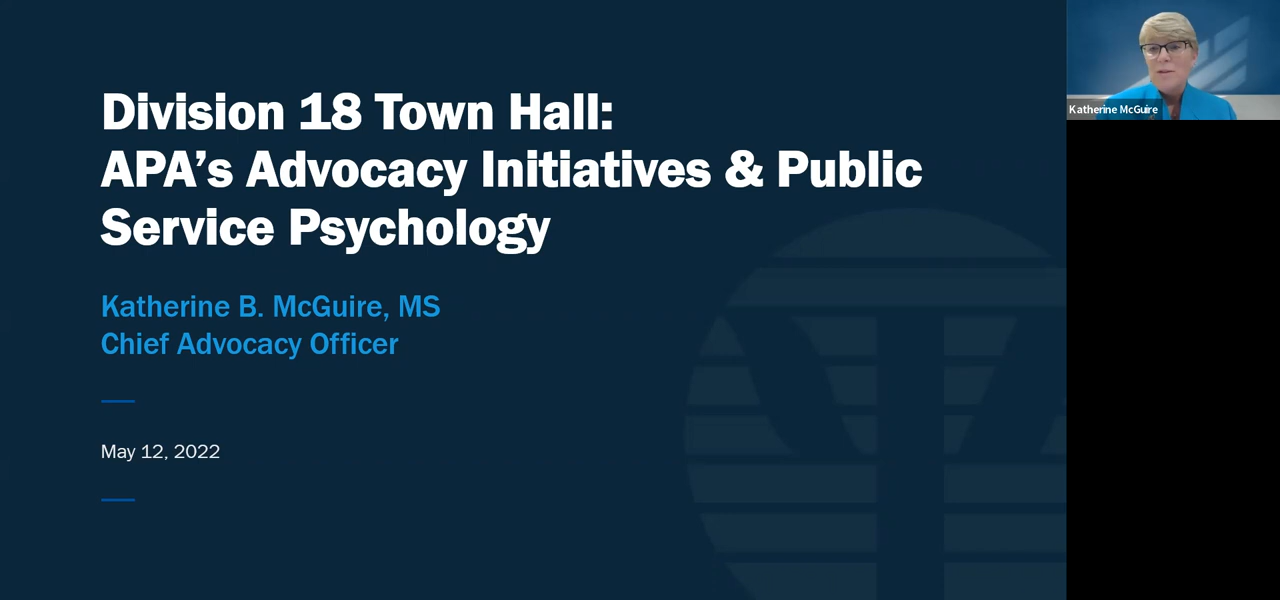 Division 18 Town Hall:
APA’s Advocacy Initiatives & Public
Service Psychology
Katherine B. McGuire, MS
Chief Advocacy Officer
May 12, 2022
Katherine McGuire